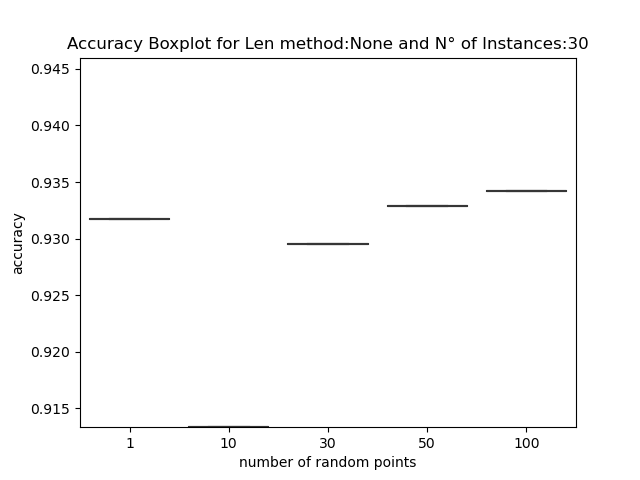 Accuracy Boxplot for Len method:None and N° of Instances:30
0.945
0.940
0.935
0.930
0.925
0.920
0.915
accuracy
1 10 30 50 100
number of random points